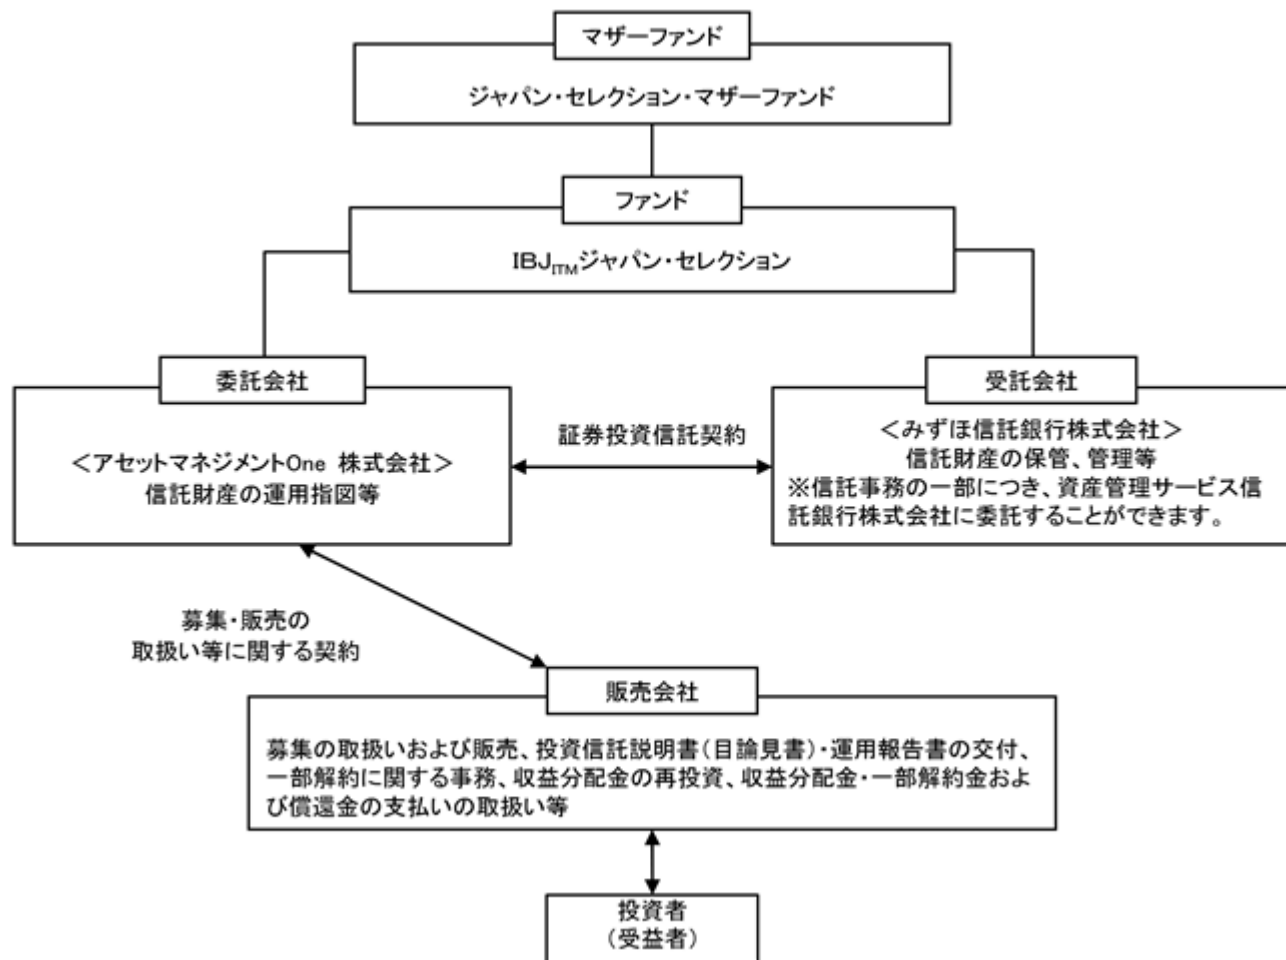 マザーファンド
ジャパン・セレクション・マザーファンド
ファンド
IBJITMジャパン・セレクション
委託会社
＜アセットマネジメントOne 株式会社＞
信託財産の運用指図等
証券投資信託契約
受託会社
＜みずほ信託銀行株式会社＞
信託財産の保管、管理等
※信託事務の一部につき、資産管理サービス信
託銀行株式会社に委託することができます。
募集・販売の
取扱い等に関する契約
販売会社
募集の取扱いおよび販売、投資信託説明書（目論見書）・運用報告書の交付、
一部解約に関する事務、収益分配金の再投資、収益分配金・一部解約金およ
び償還金の支払いの取扱い等
投資者
（受益者）